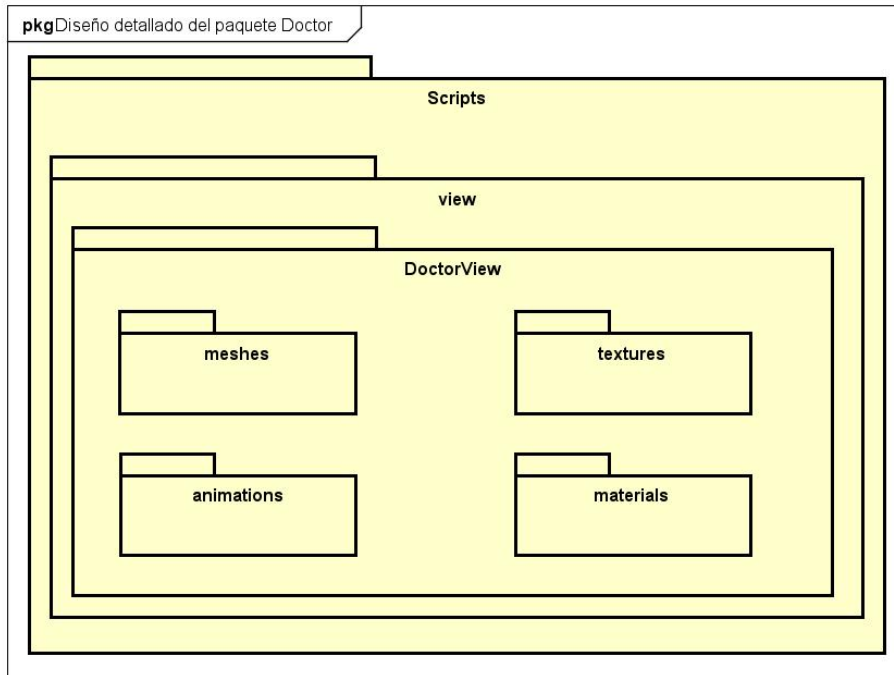 pkgDiseño detallado del paquete Doctor
Scripts
view
DoctorView
meshes
textures
animations
materials